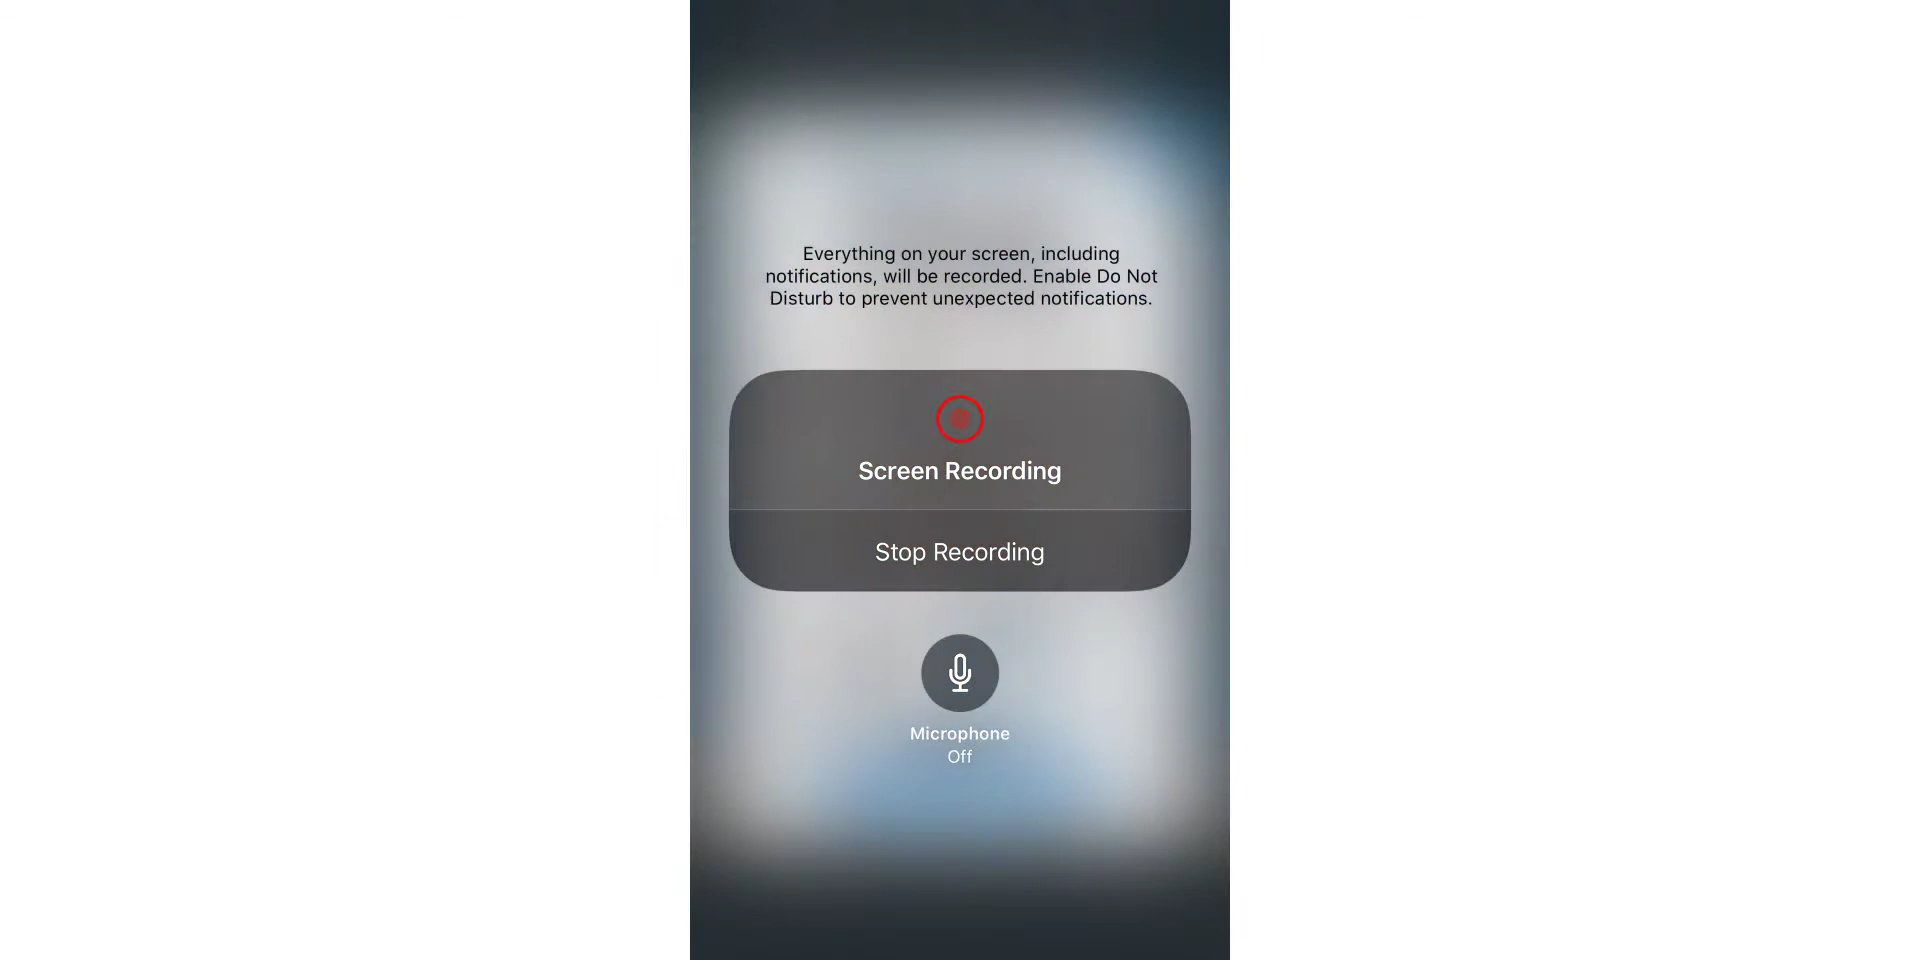 Everything on your screen, including
notifications, will be recorded. Enable Do Not
Disturb to prevent unexpected notifications.
Screen Recording
Stop Recording
Microphone
Off